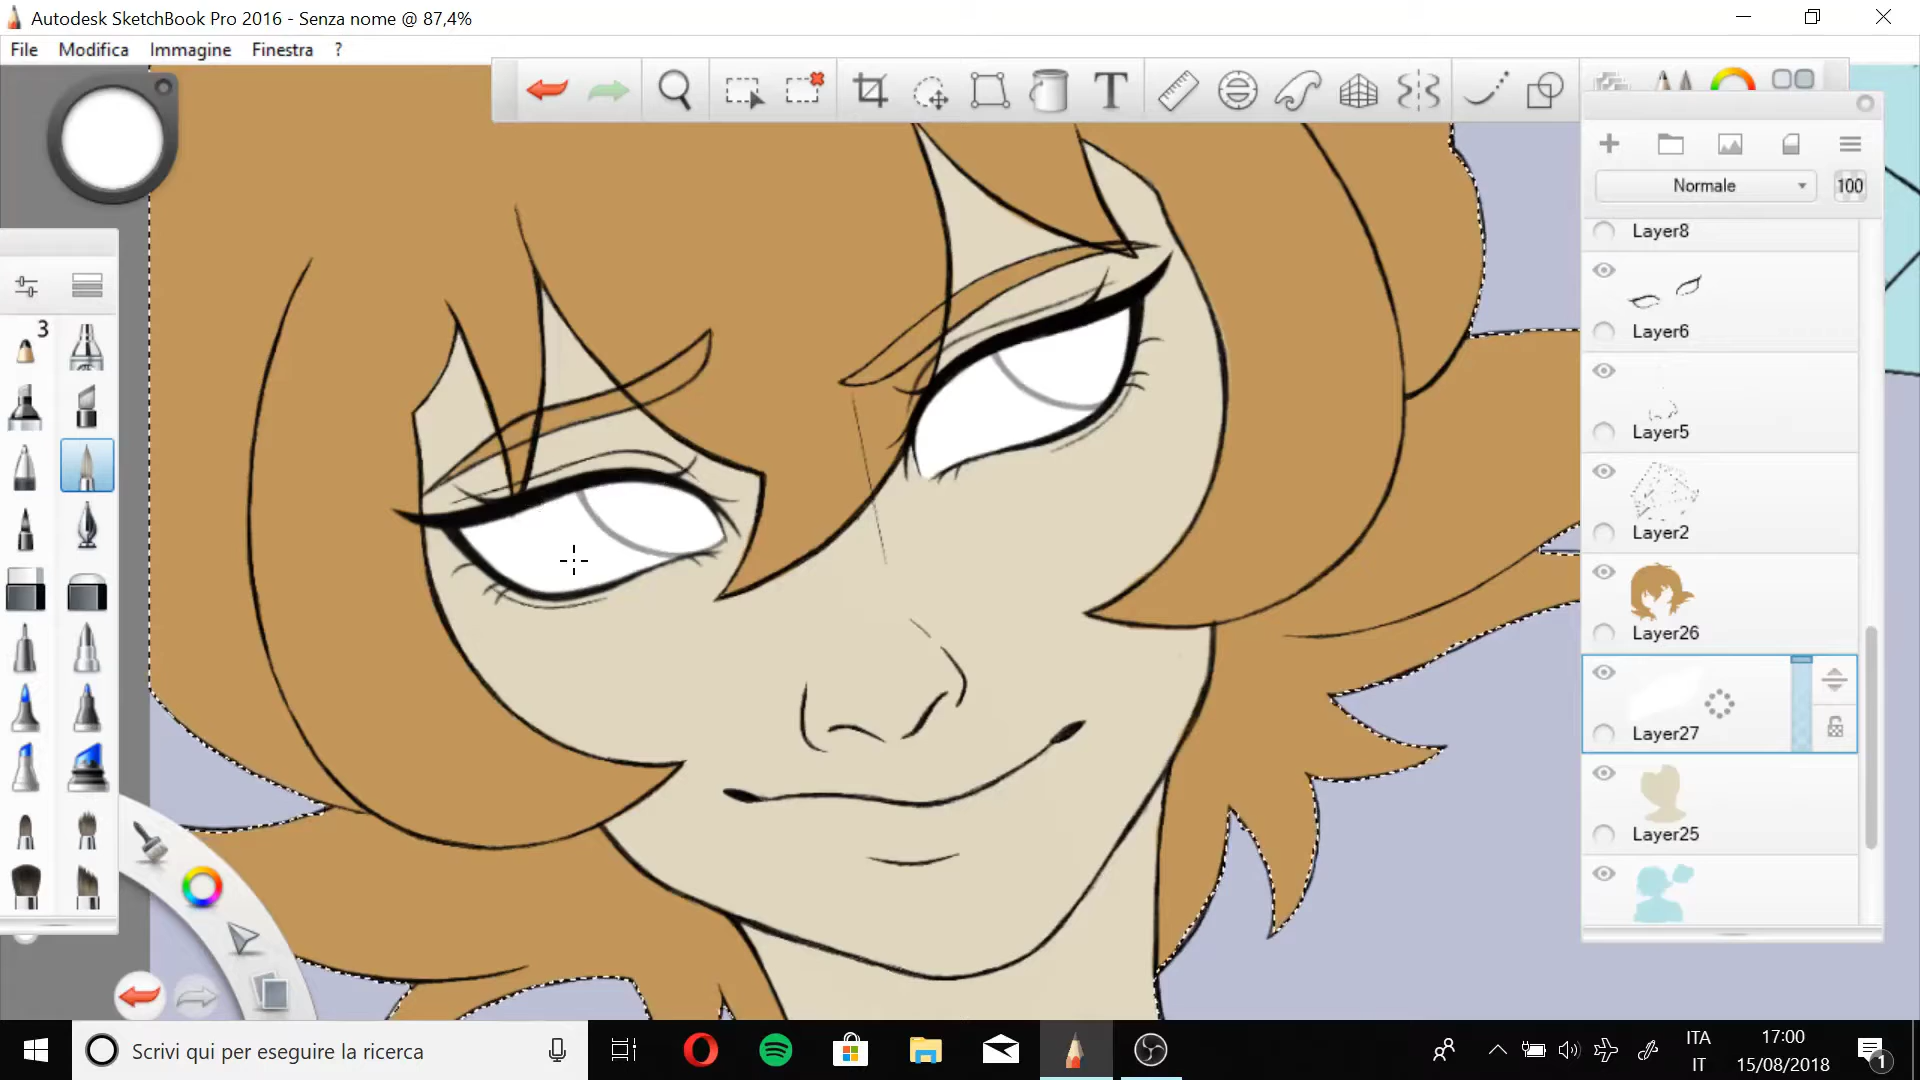 Autodesk SketchBook Pro 2016 - Senza nome @ 87,4%
File Modifica Immagine Finestra ?
T
Normale 100
Layer8
Layer6
3
Layer5
Layer2
Layer26
Layer27
Layer25
Scrivi qui per eseguire la ricerca
ITA
IT
17:00
15/08/2018
1